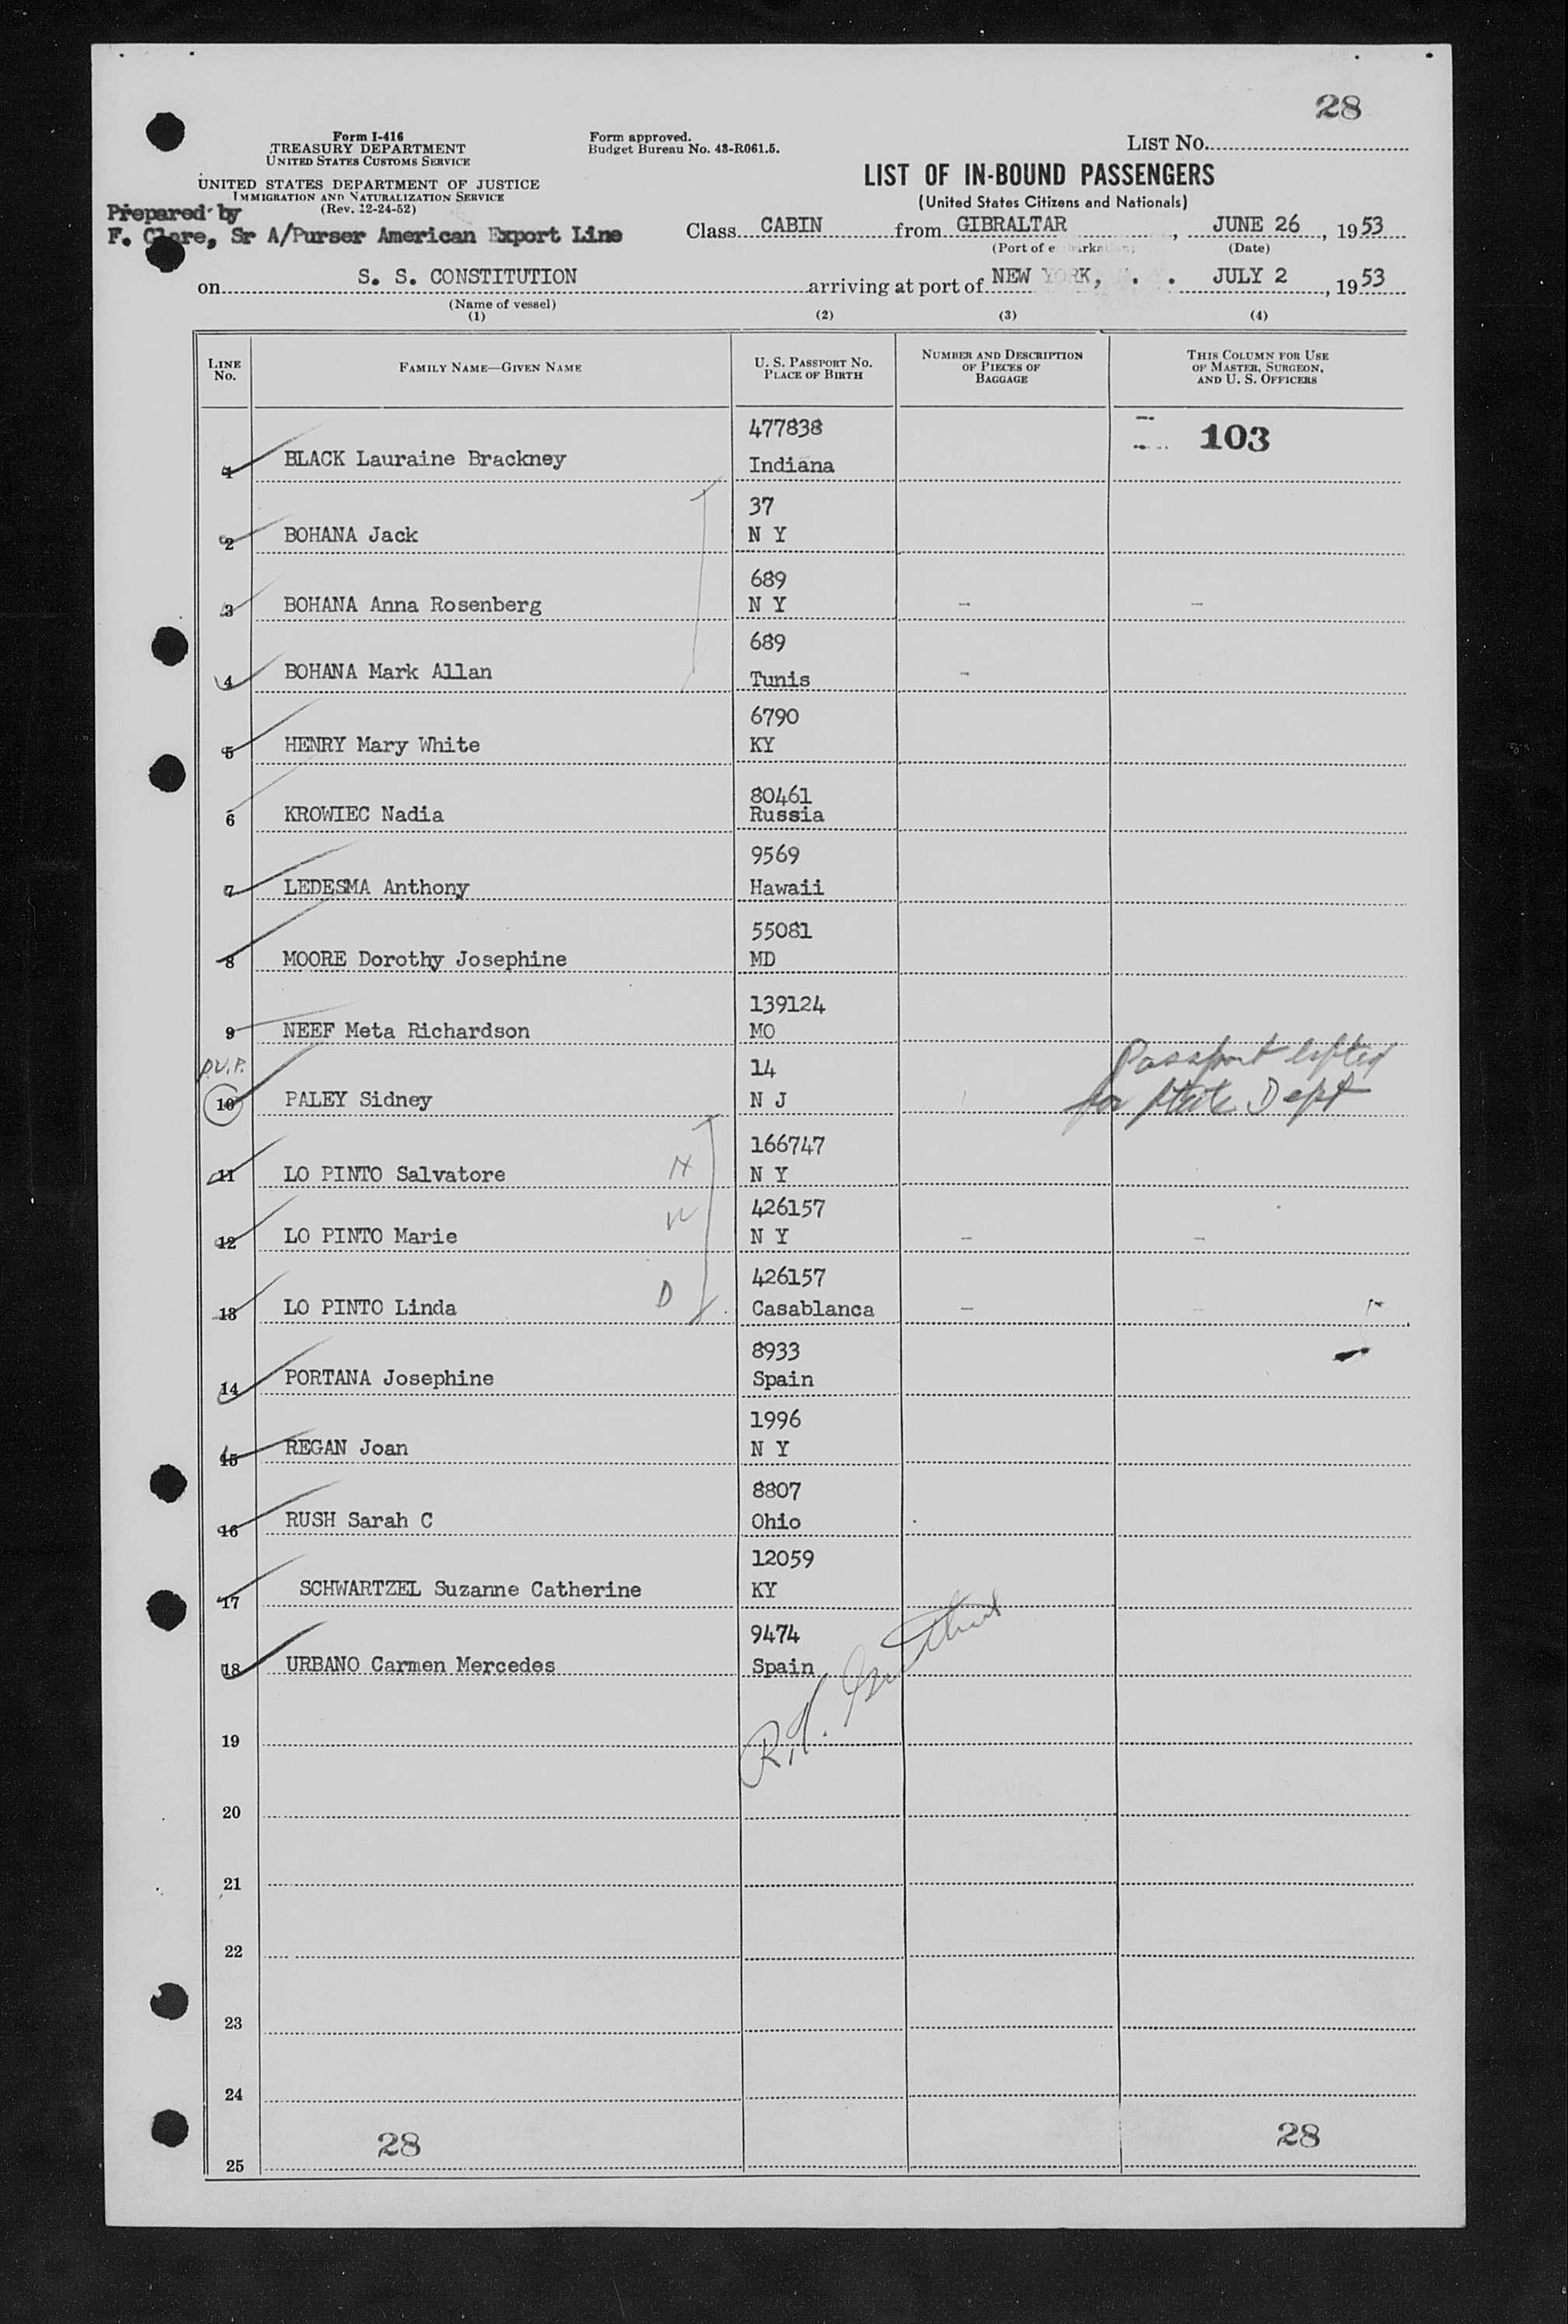 28
Form I-416
TREASURY DEPARTMENT
UNITED STATES CUSTOMS SERVICE
UNITED STATES DEPARTMENT OF JUSTICE
IMMIGRATION AND NATURALIZATION SERVICE
(Rev. 12-24-52)
Form approved.
Budget Bureau No. 43-R061.5.
LIST No.
LIST OF IN-BOUND PASSENGERS
(United States Citizens and Nationals)
Prepared by
F. Clare, Sr A/Purser American Export Line
Class CABIN from GIBRALTAR, JUNE 26, 1953
(Port of embarkation) (Date)
on S. S. CONSTITUTION arriving at port of NEW YORK, JULY 2, 1953
(Name of vessel)
(1) (2) (3) (4)
LINE No. FAMILY NAME—GIVEN NAME U. S. PASSPORT NO. PLACE OF BIRTH NUMBER AND DESCRIPTION OF PIECES OF BAGGAGE THIS COLUMN FOR USE OF MASTER, SURGEON, AND U. S. OFFICERS
477838 103
1 BLACK Lauraine Brackney Indiana
37
2 BOHANA Jack N Y
689
3 BOHANA Anna Rosenberg N Y – –
689
4 BOHANA Mark Allan Tunis –
6790
5 HENRY Mary White KY
80461
6 KROWIEC Nadia Russia
9569
7 LEDESMA Anthony Hawaii
55081
8 MOORE Dorothy Josephine MD
139124
9 NEEF Meta Richardson MO
P.V.P. 14 Passport lifted
10 PALEY Sidney N J for State Dept
166747
11 LO PINTO Salvatore H N Y
426157
12 LO PINTO Marie W N Y – –
426157
13 LO PINTO Linda D Casablanca – –
8933
14 PORTANA Josephine Spain
1996
15 REGAN Joan N Y
8807
16 RUSH Sarah C Ohio
12059
17 SCHWARTZEL Suzanne Catherine KY
9474
18 URBANO Carmen Mercedes Spain
19
20
21
22
23
24
28 28
25